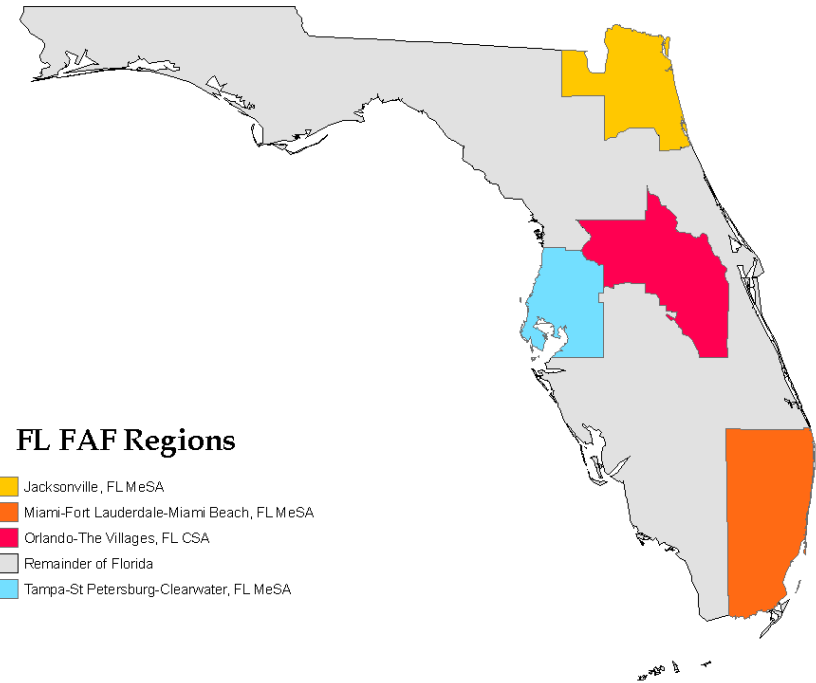 FL FAF Regions
Jacksonville, FL MeSA
Miami-Fort Lauderdale-Miami Beach, FL MeSA
Orlando-The Villages, FL CSA
Remainder of Florida
Tampa-St Petersburg-Clearwater, FL MeSA